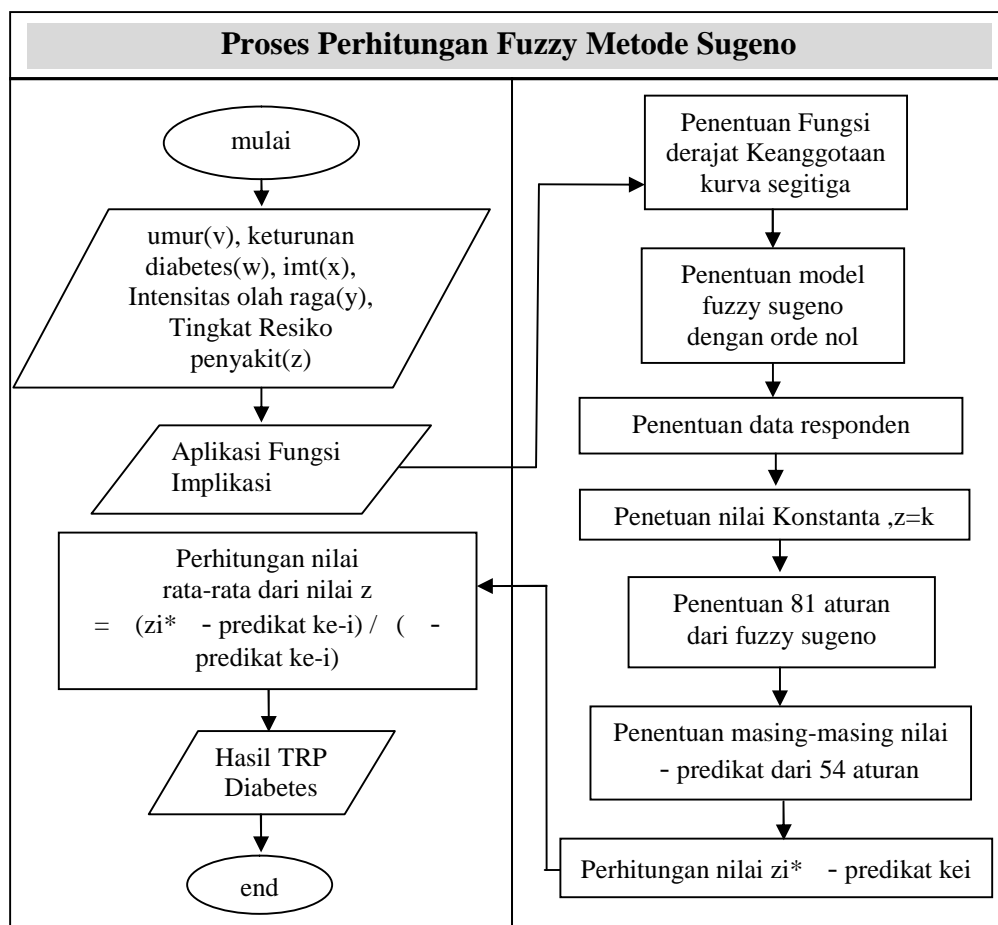 Proses Perhitungan Fuzzy Metode Sugeno
mulai
umur(v), keturunan
diabetes(w), imt(x),
Intensitas olah raga(y),
Tingkat Resiko
penyakit(z)
Aplikasi Fungsi
Implikasi
Penentuan Fungsi
derajat Keanggotaan
kurva segitiga
Penentuan model
fuzzy sugeno
dengan orde nol
Penentuan data responden
Penetuan nilai Konstanta ,z=k
Penentuan 81 aturan
dari fuzzy sugeno
Penentuan masing-masing nilai
- predikat dari 54 aturan
Perhitungan nilai zi* - predikat kei
Perhitungan nilai
rata-rata dari nilai z
= (zi* - predikat ke-i) / ( -
predikat ke-i)
Hasil TRP
Diabetes
end